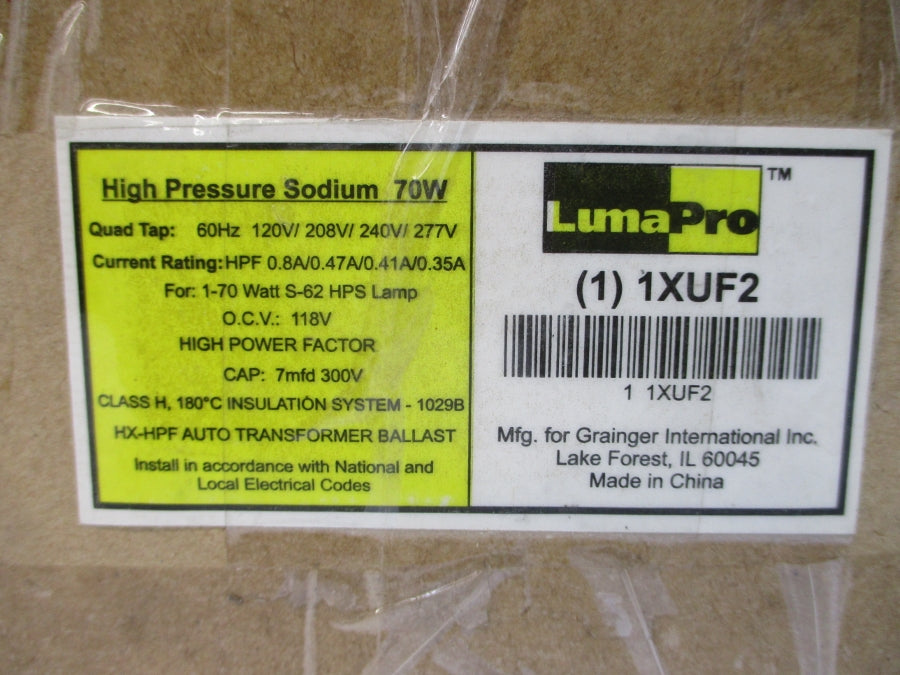 High Pressure Sodium 70W
Quad Tap: 60Hz 120V/ 208V/ 240V/ 277V
Current Rating: HPF 0.8A/0.47A/0.41A/0.35A
For: 1-70 Watt S-62 HPS Lamp
O.C.V.: 118V
HIGH POWER FACTOR
CAP: 7mfd 300V
CLASS H, 180°C INSULATION SYSTEM - 1029B
HX-HPF AUTO TRANSFORMER BALLAST
Install in accordance with National and
Local Electrical Codes
LumaPro™
(1) 1XUF2
1 1XUF2
Mfg. for Grainger International Inc.
Lake Forest, IL 60045
Made in China